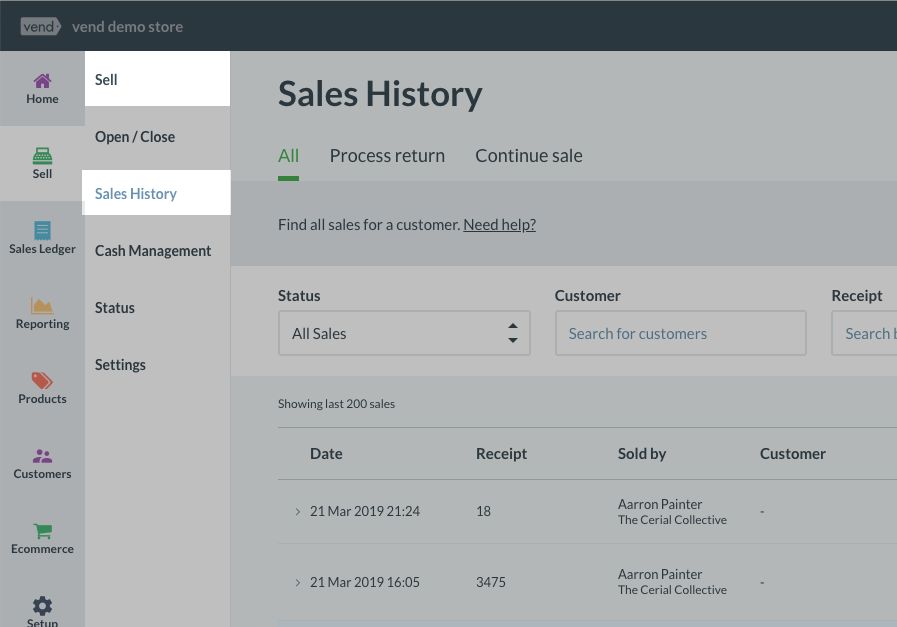 vend vend demo store
Home
Sell
Sales Ledger
Reporting
Products
Customers
Ecommerce
Setup
Sell
Open / Close
Sales History
Cash Management
Status
Settings
Sales History
All Process return Continue sale
Find all sales for a customer. Need help?
Status Customer Receipt
All Sales Search for customers Search b
Showing last 200 sales
Date Receipt Sold by Customer
21 Mar 2019 21:24 18 Aarron Painter -
The Cerial Collective
21 Mar 2019 16:05 3475 Aarron Painter -
The Cerial Collective